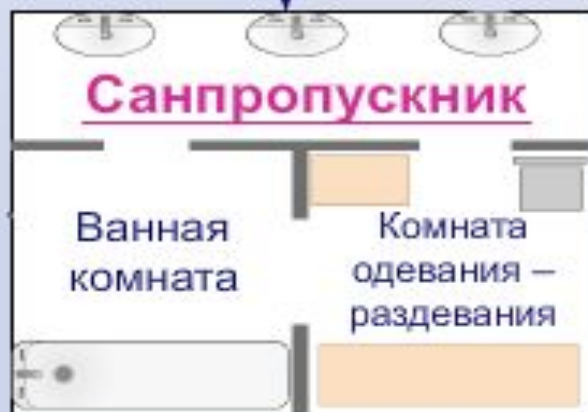 Санпропускник
Ванная
комната
Комната
одевания –
раздевания